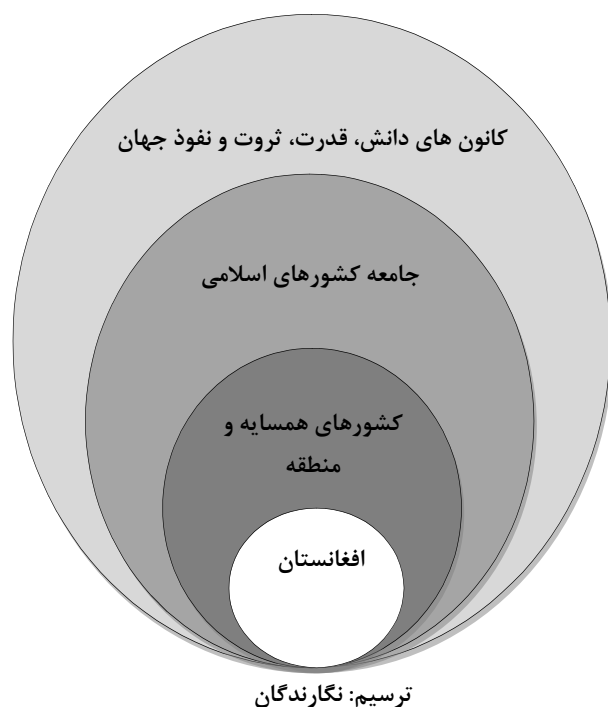 کانون های دانش، قدرت، ثروت و نفوذ جهان
جامعه کشورهای اسلامی
کشورهای همسایه و
منطقه
افغانستان
ترسیم: نگارندگان